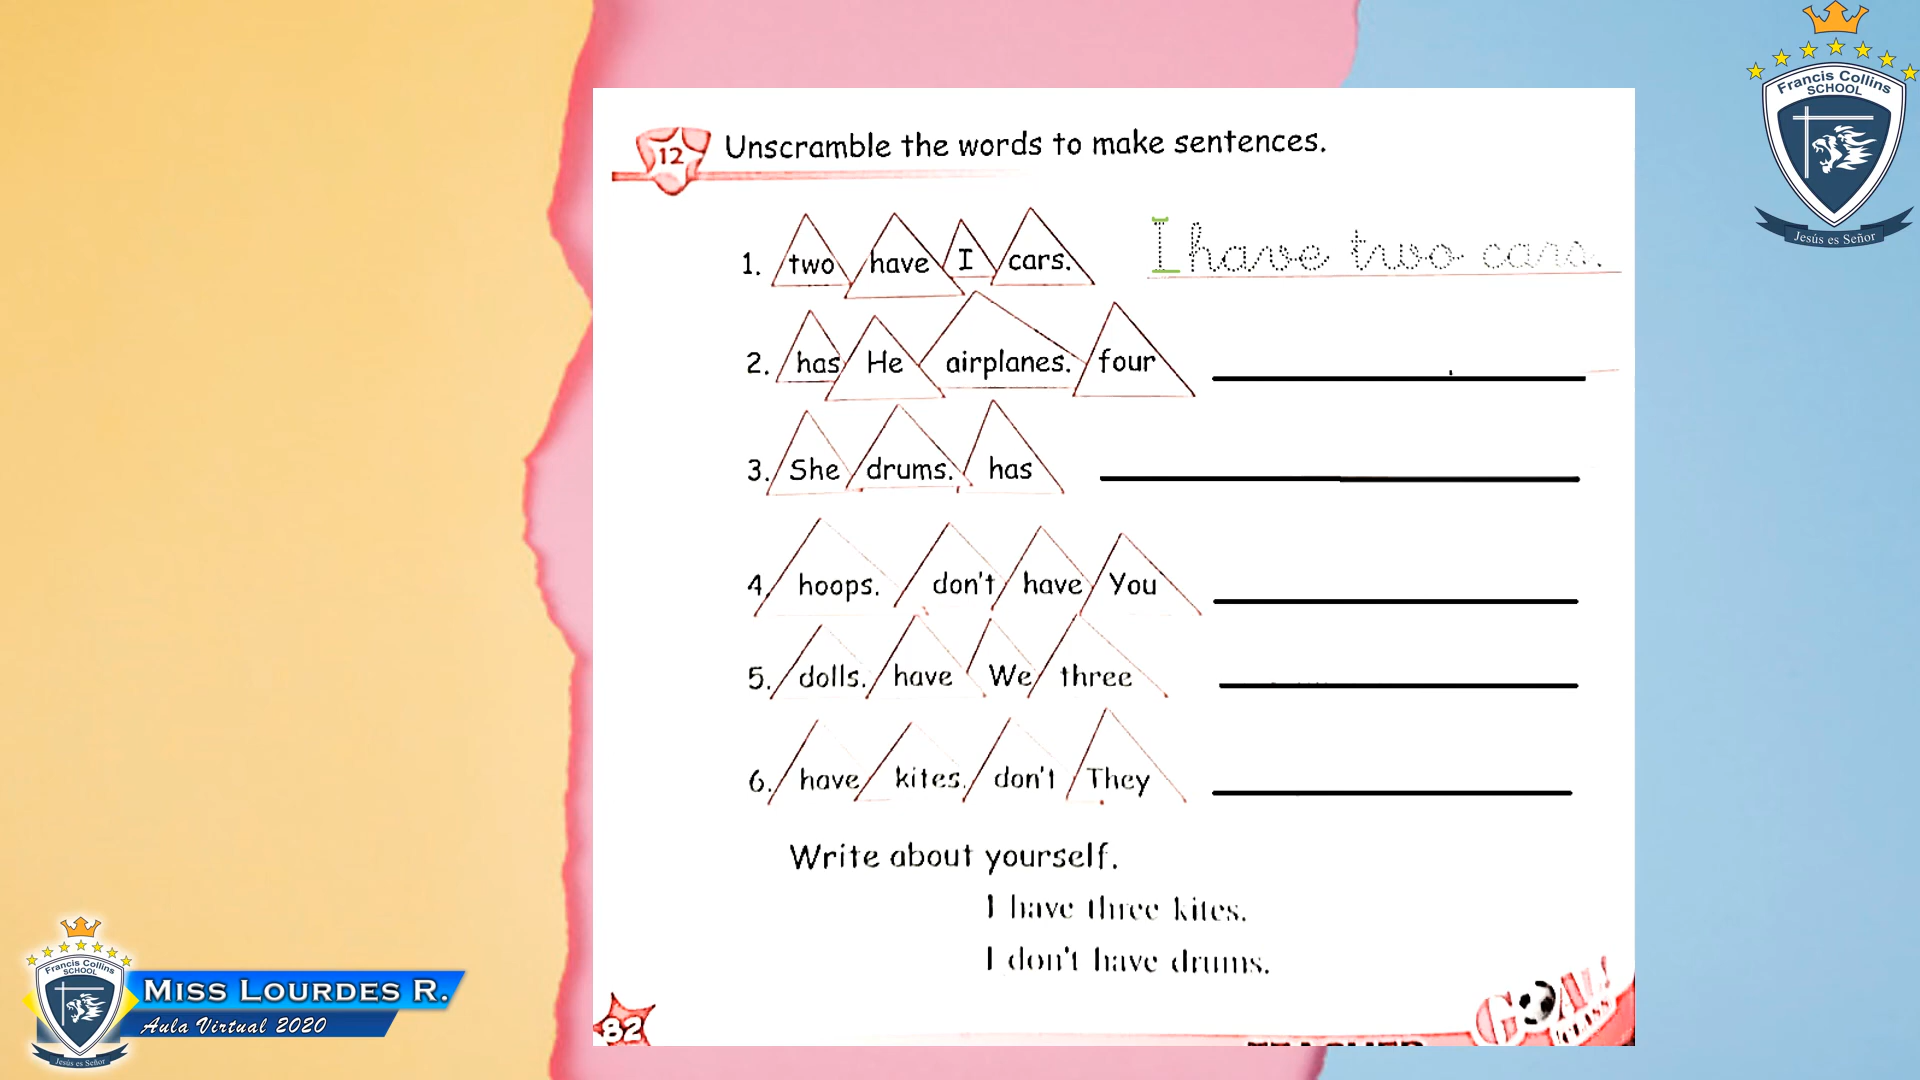 Francis Collins
SCHOOL
Jesús es Señor
12 Unscramble the words to make sentences.
1. two have I cars. I have two cars.
2. has He airplanes. four
3. She drums. has
4. hoops. don't have You
5. dolls. have We three
6. have kites. don't They
Write about yourself.
I have three kites.
I don't have drums.
82
GOAL!
Francis Collins
SCHOOL
Jesús es Señor
MISS LOURDES R.
Aula Virtual 2020